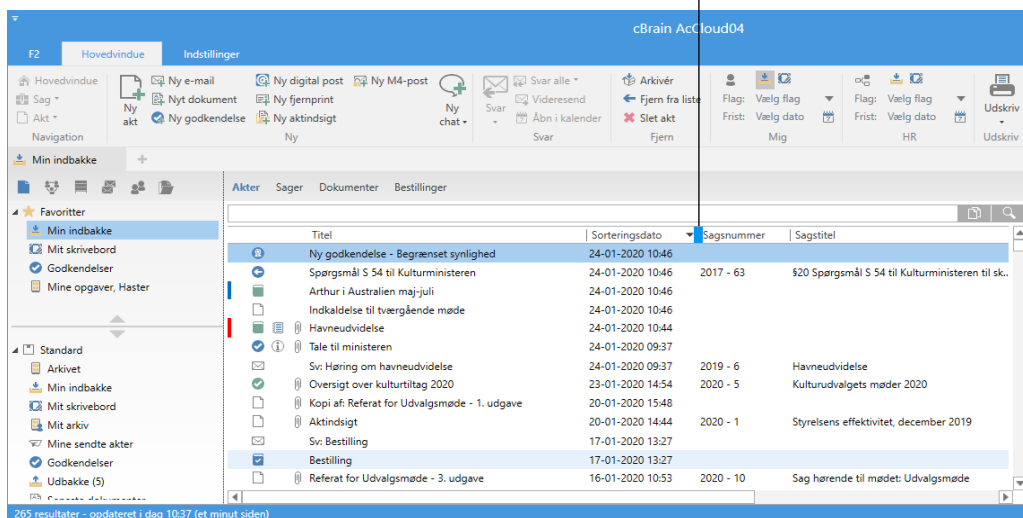 cBrain AcCloud04
F2 Hovedvindue Indstillinger
Hovedvindue Ny e-mail Ny digital post Ny M4-post Svar alle Arkivér
Sag Nyt dokument Ny fjernprint Videresend Fjern fra liste Flag: Vælg flag Flag: Vælg flag
Akt Ny akt Ny godkendelse Ny aktindsigt Ny chat Svar Åbn i kalender Slet akt Frist: Vælg dato Frist: Vælg dato Udskriv
Navigation Ny Svar Fjern Mig HR Udskriv
Min indbakke +
Akter Sager Dokumenter Bestillinger
Favoritter
Min indbakke
Mit skrivebord
Godkendelser
Mine opgaver, Haster
Standard
Arkivet
Min indbakke
Mit skrivebord
Mit arkiv
Mine sendte akter
Godkendelser
Udbakke (5)
Titel Sorteringsdato Sagsnummer Sagstitel
Ny godkendelse - Begrænset synlighed 24-01-2020 10:46
Spørgsmål S 54 til Kulturministeren 24-01-2020 10:46 2017 - 63 §20 Spørgsmål S 54 til Kulturministeren til sk..
Arthur i Australien maj-juli 24-01-2020 10:46
Indkaldelse til tværgående møde 24-01-2020 10:46
Havneudvidelse 24-01-2020 10:44
Tale til ministeren 24-01-2020 09:37
Sv: Høring om havneudvidelse 24-01-2020 09:37 2019 - 6 Havneudvidelse
Oversigt over kulturtiltag 2020 23-01-2020 14:54 2020 - 5 Kulturudvalgets møder 2020
Kopi af: Referat for Udvalgsmøde - 1. udgave 20-01-2020 15:48
Aktindsigt 20-01-2020 14:44 2020 - 1 Styrelsens effektivitet, december 2019
Sv: Bestilling 17-01-2020 13:27
Bestilling 17-01-2020 13:27
Referat for Udvalgsmøde - 3. udgave 16-01-2020 10:53 2020 - 10 Sag hørende til mødet: Udvalgsmøde
265 resultater - opdateret i dag 10:37 (et minut siden)